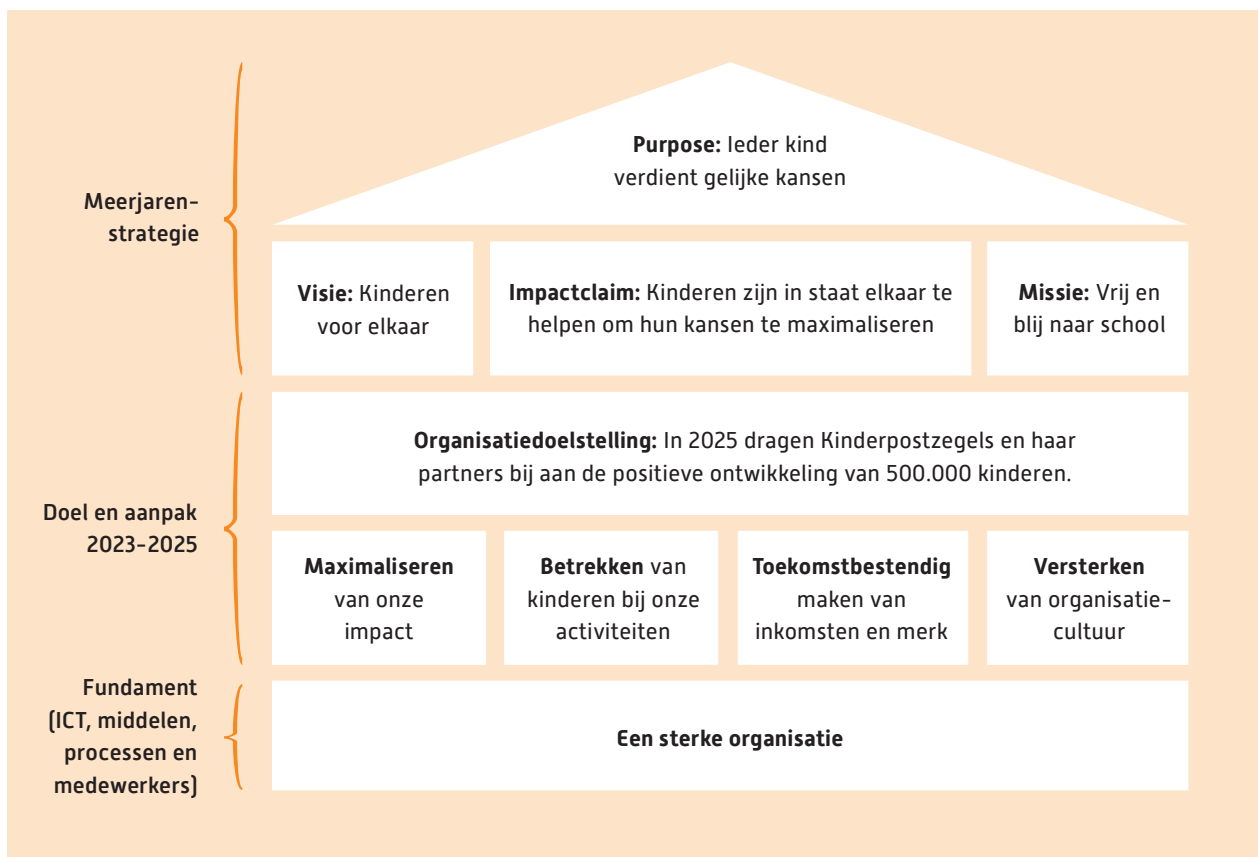 Purpose: Ieder kind
verdient gelijke kansen
Meerjaren-
strategie
Visie: Kinderen
voor elkaar
Impactclaim: Kinderen zijn in staat elkaar te
helpen om hun kansen te maximaliseren
Missie: Vrij en
blij naar school
Organisatiedoelstelling: In 2025 dragen Kinderpostzegels en haar
partners bij aan de positieve ontwikkeling van 500.000 kinderen.
Doel en aanpak
2023-2025
Maximaliseren
van onze
impact
Betrekken van
kinderen bij onze
activiteiten
Toekomstbestendig
maken van
inkomsten en merk
Versterken
van organisatie-
cultuur
Fundament
(ICT, middelen,
processen en
medewerkers)
Een sterke organisatie